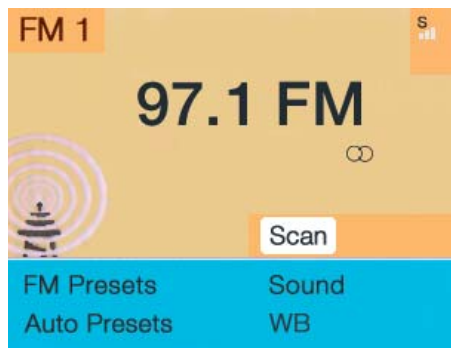 FM 1
S
97.1 FM
Scan
FM Presets Sound
Auto Presets WB